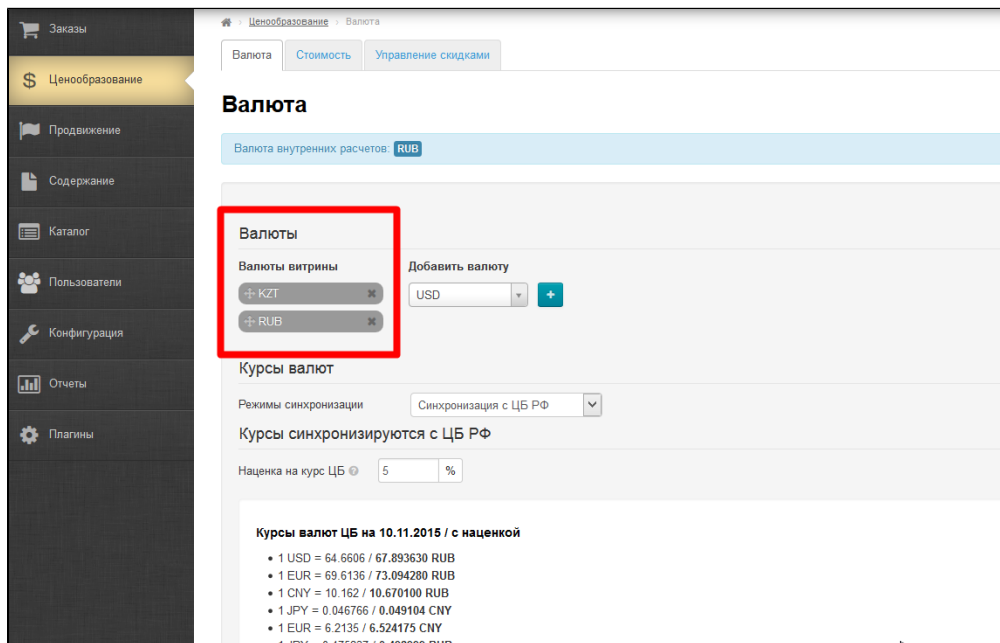 Заказы
Ценообразование
Продвижение
Содержание
Каталог
Пользователи
Конфигурация
Отчеты
Плагины
Ценообразование › Валюта
Валюта Стоимость Управление скидками
Валюта
Валюта внутренних расчетов: RUB
Валюты
Валюты витрины Добавить валюту
KZT USD +
RUB
Курсы валют
Режимы синхронизации Синхронизация с ЦБ РФ
Курсы синхронизируются с ЦБ РФ
Наценка на курс ЦБ 5 %
Курсы валют ЦБ на 10.11.2015 / с наценкой
• 1 USD = 64.6606 / 67.893630 RUB
• 1 EUR = 69.6136 / 73.094280 RUB
• 1 CNY = 10.162 / 10.670100 RUB
• 1 JPY = 0.046766 / 0.049104 CNY
• 1 EUR = 6.2135 / 6.524175 CNY